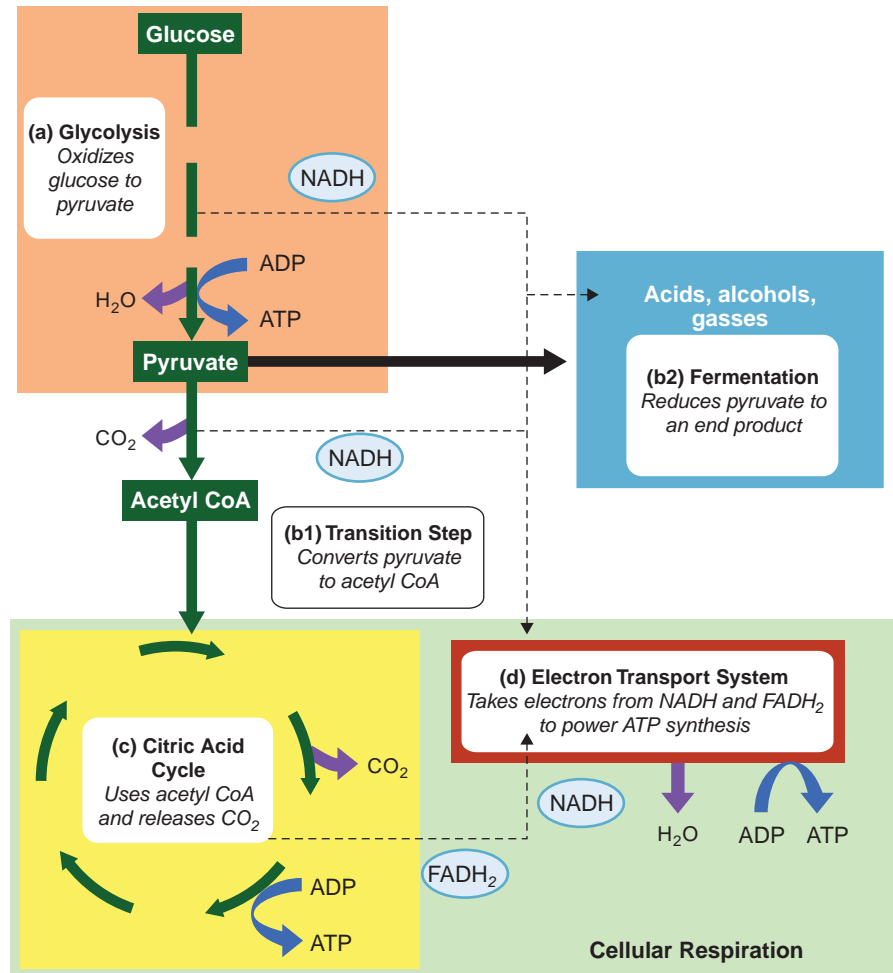 Glucose
(a) Glycolysis
Oxidizes
glucose to
pyruvate
NADH
ADP
H₂O
ATP
Pyruvate
Acids, alcohols,
gasses
(b2) Fermentation
Reduces pyruvate to
an end product
CO₂
NADH
Acetyl CoA
(b1) Transition Step
Converts pyruvate
to acetyl CoA
(c) Citric Acid
Cycle
Uses acetyl CoA
and releases CO₂
CO₂
ADP
ATP
(d) Electron Transport System
Takes electrons from NADH and FADH₂
to power ATP synthesis
NADH
FADH₂
H₂O
ADP
ATP
Cellular Respiration